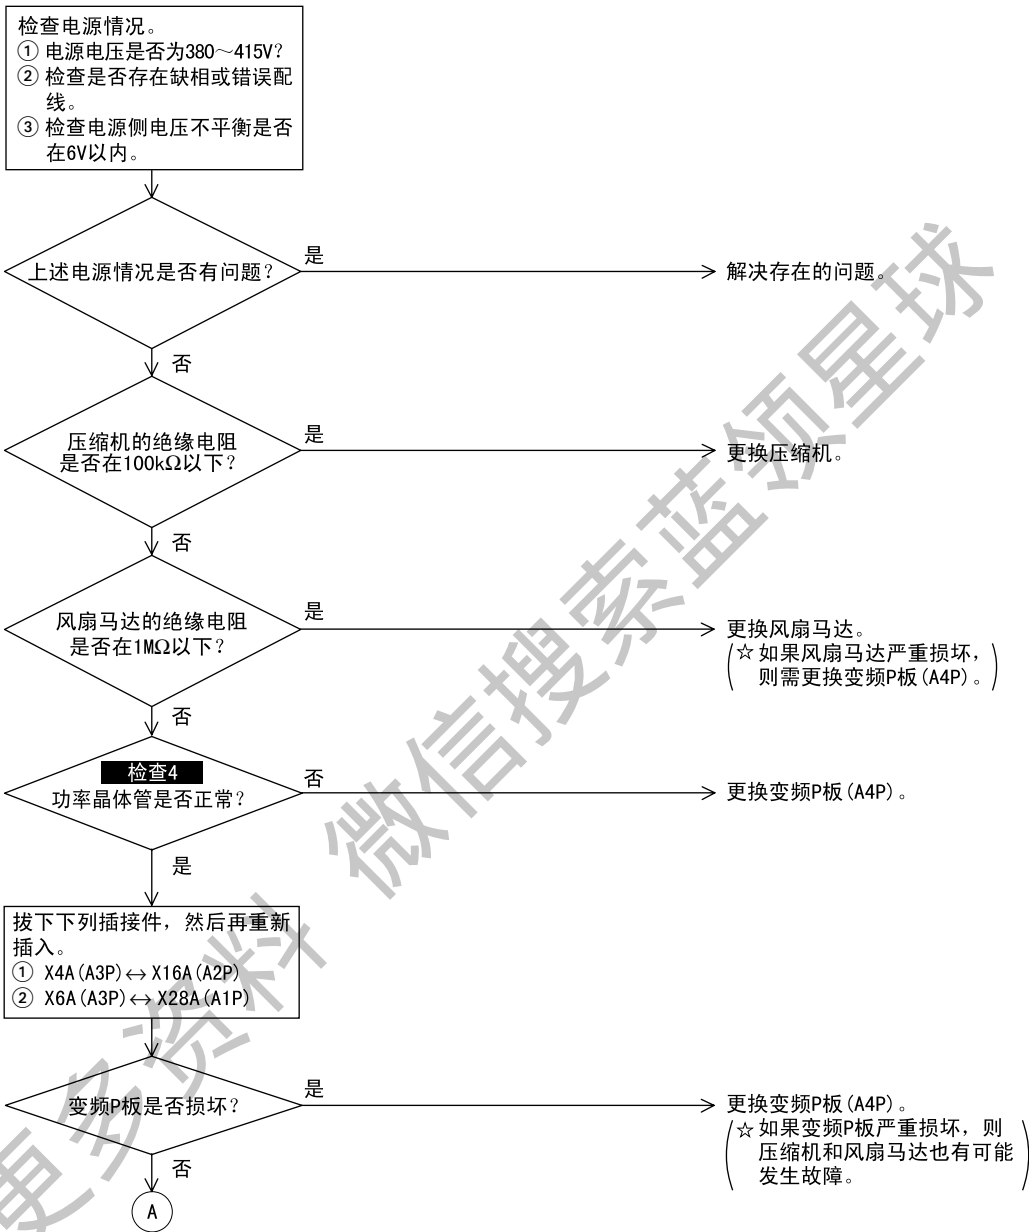 检查电源情况。
① 电源电压是否为380～415V？
② 检查是否存在缺相或错误配
线。
③ 检查电源侧电压不平衡是否
在6V以内。
上述电源情况是否有问题？
是
解决存在的问题。
否
压缩机的绝缘电阻
是否在100kΩ以下？
是
更换压缩机。
否
风扇马达的绝缘电阻
是否在1MΩ以下？
是
更换风扇马达。
（☆如果风扇马达严重损坏，
则需更换变频P板(A4P)。）
否
检查4
功率晶体管是否正常？
否
更换变频P板(A4P)。
是
拔下下列插接件，然后再重新
插入。
① X4A(A3P)↔X16A(A2P)
② X6A(A3P)↔X28A(A1P)
变频P板是否损坏？
是
更换变频P板(A4P)。
（☆如果变频P板严重损坏，则
压缩机和风扇马达也有可能
发生故障。）
否
A
更多资料 微信搜索蓝领星球